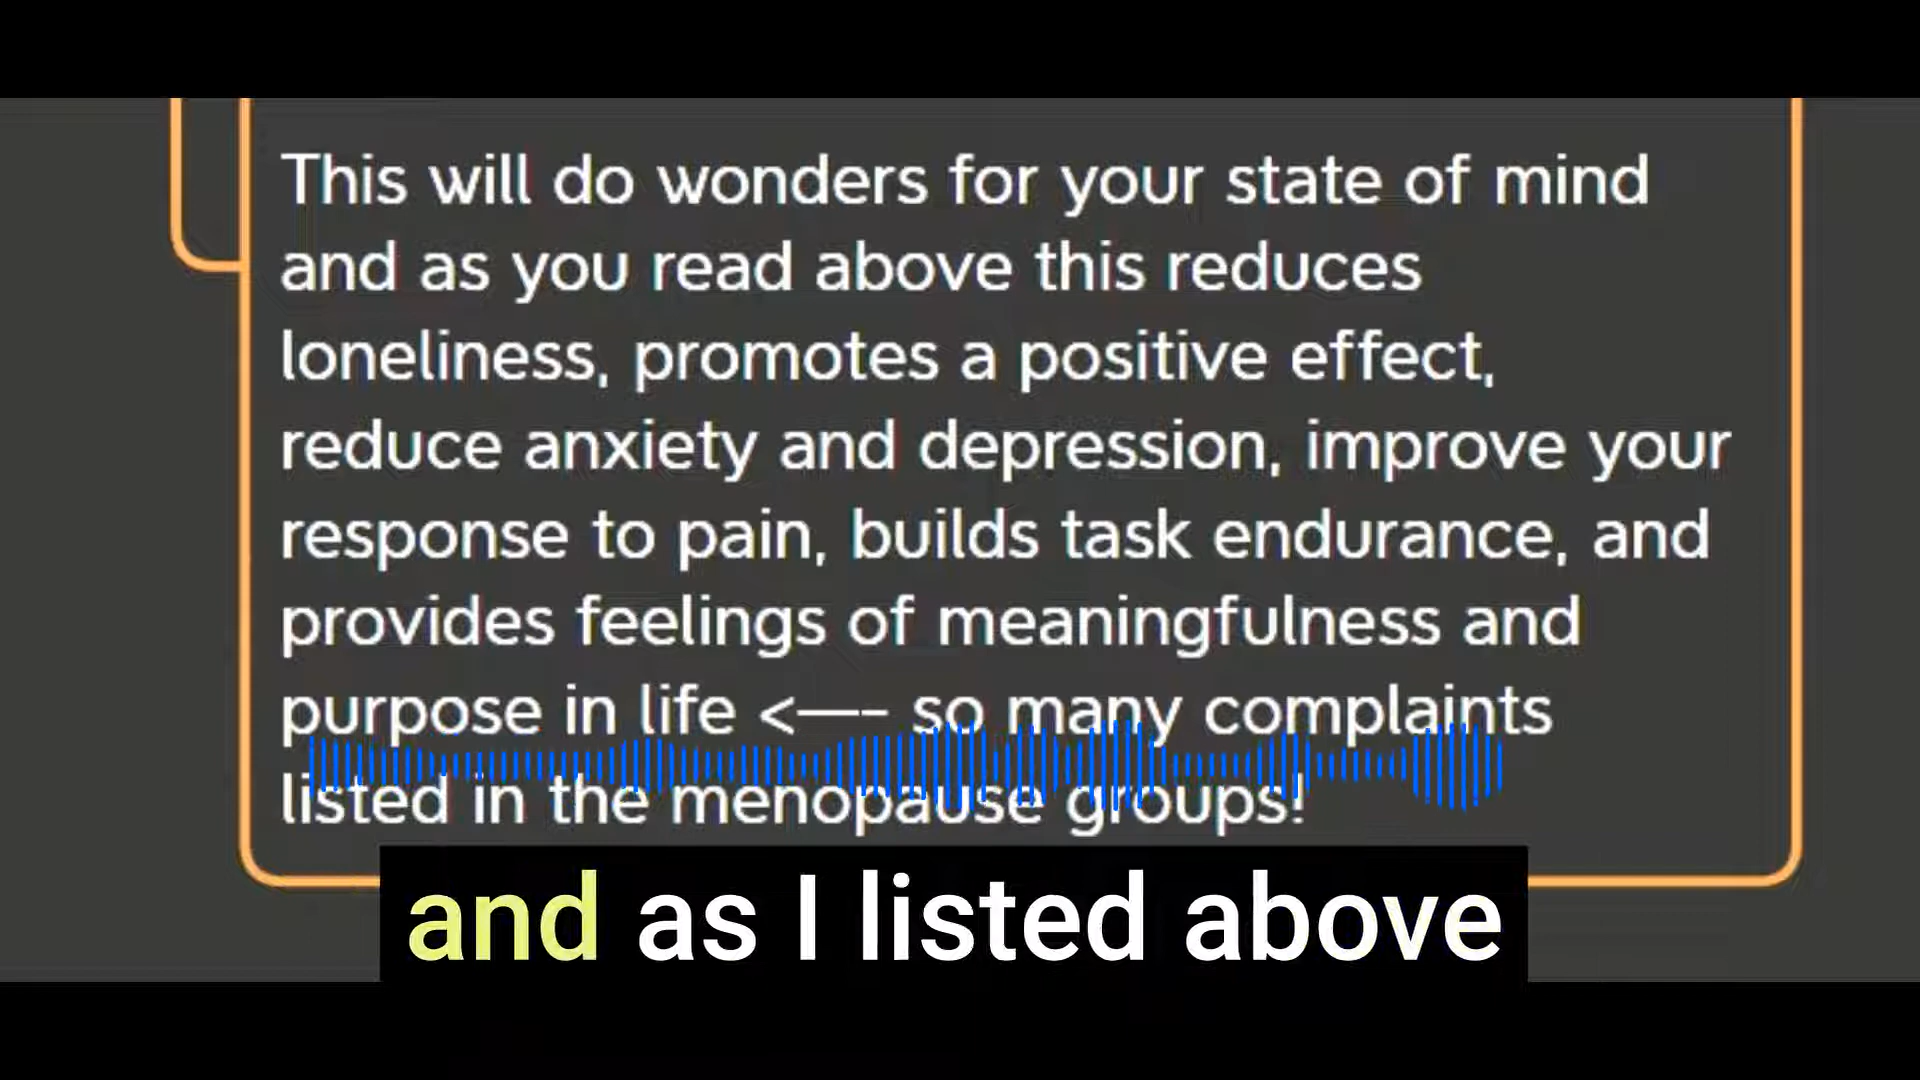 This will do wonders for your state of mind
and as you read above this reduces
loneliness, promotes a positive effect,
reduce anxiety and depression, improve your
response to pain, builds task endurance, and
provides feelings of meaningfulness and
purpose in life <—- so many complaints
listed in the menopause groups!
and as I listed above